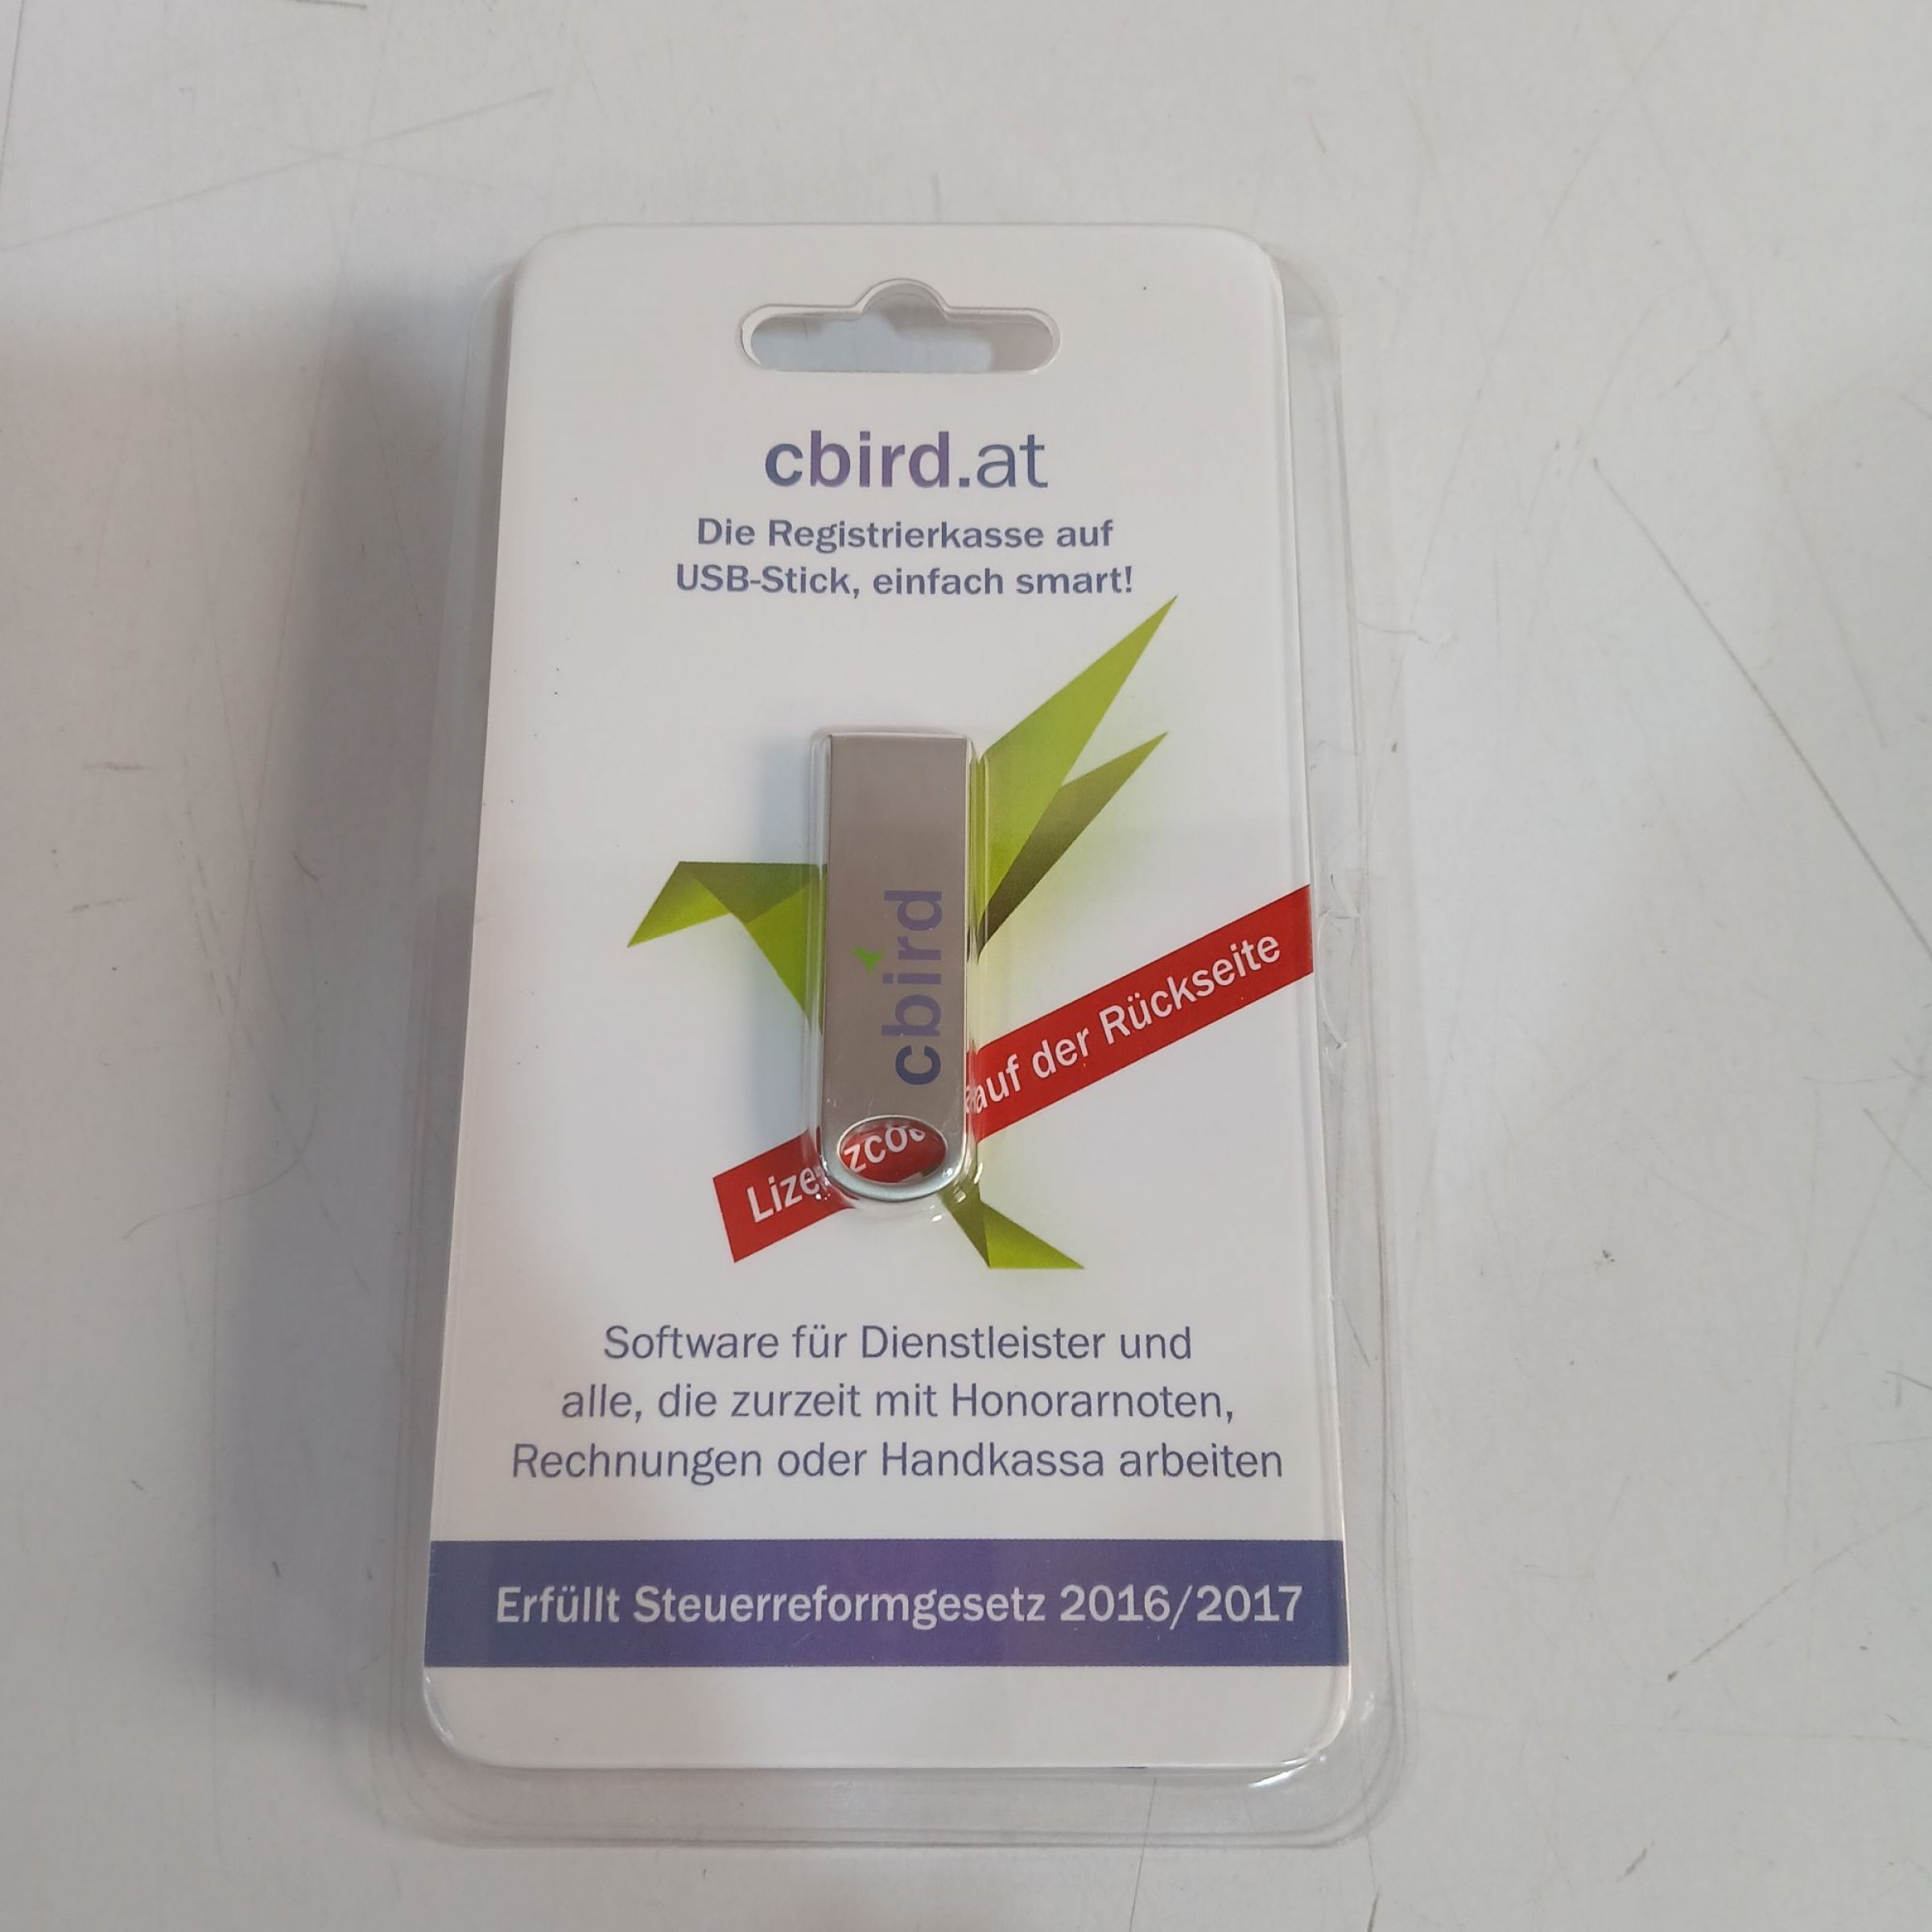 cbird.at
Die Registrierkasse auf
USB-Stick, einfach smart!
cbird
auf der Rückseite
Software für Dienstleister und
alle, die zurzeit mit Honorarnoten,
Rechnungen oder Handkassa arbeiten
Erfüllt Steuerreformgesetz 2016/2017